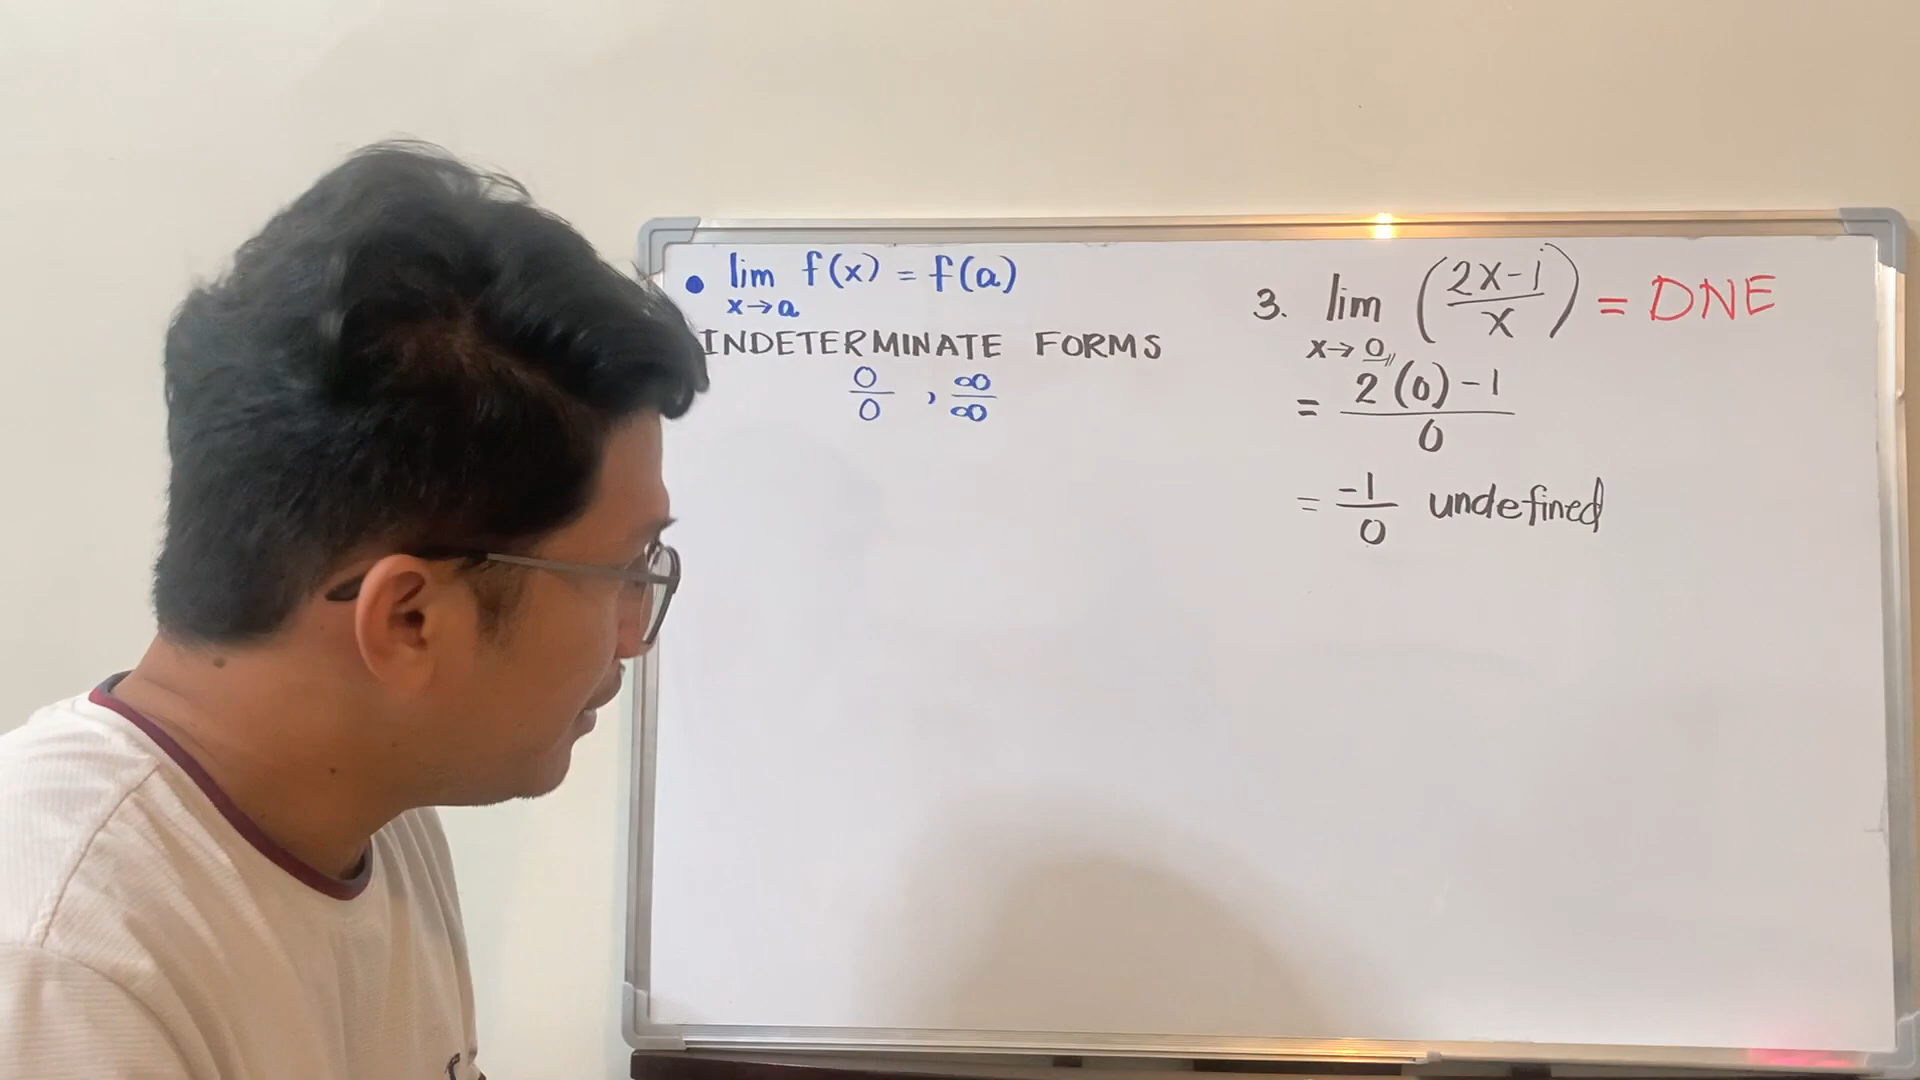 • lim f(x) = f(a)
x→a
INDETERMINATE FORMS
0/0 , ∞/∞
3. lim (2x-1/x) = DNE
x→0
= 2(0)-1/0
= -1/0 undefined